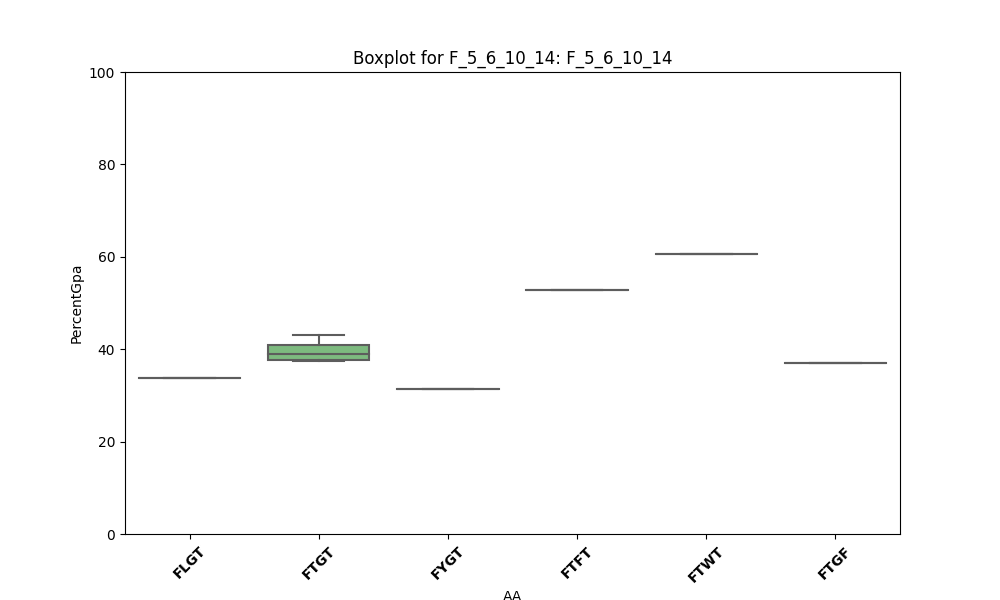 Boxplot for F_5_6_10_14: F_5_6_10_14
100
80
60
40
20
0
PercentGpa
FLGT
FTGT
FYGT
FTFT
FTWT
FTGF
AA